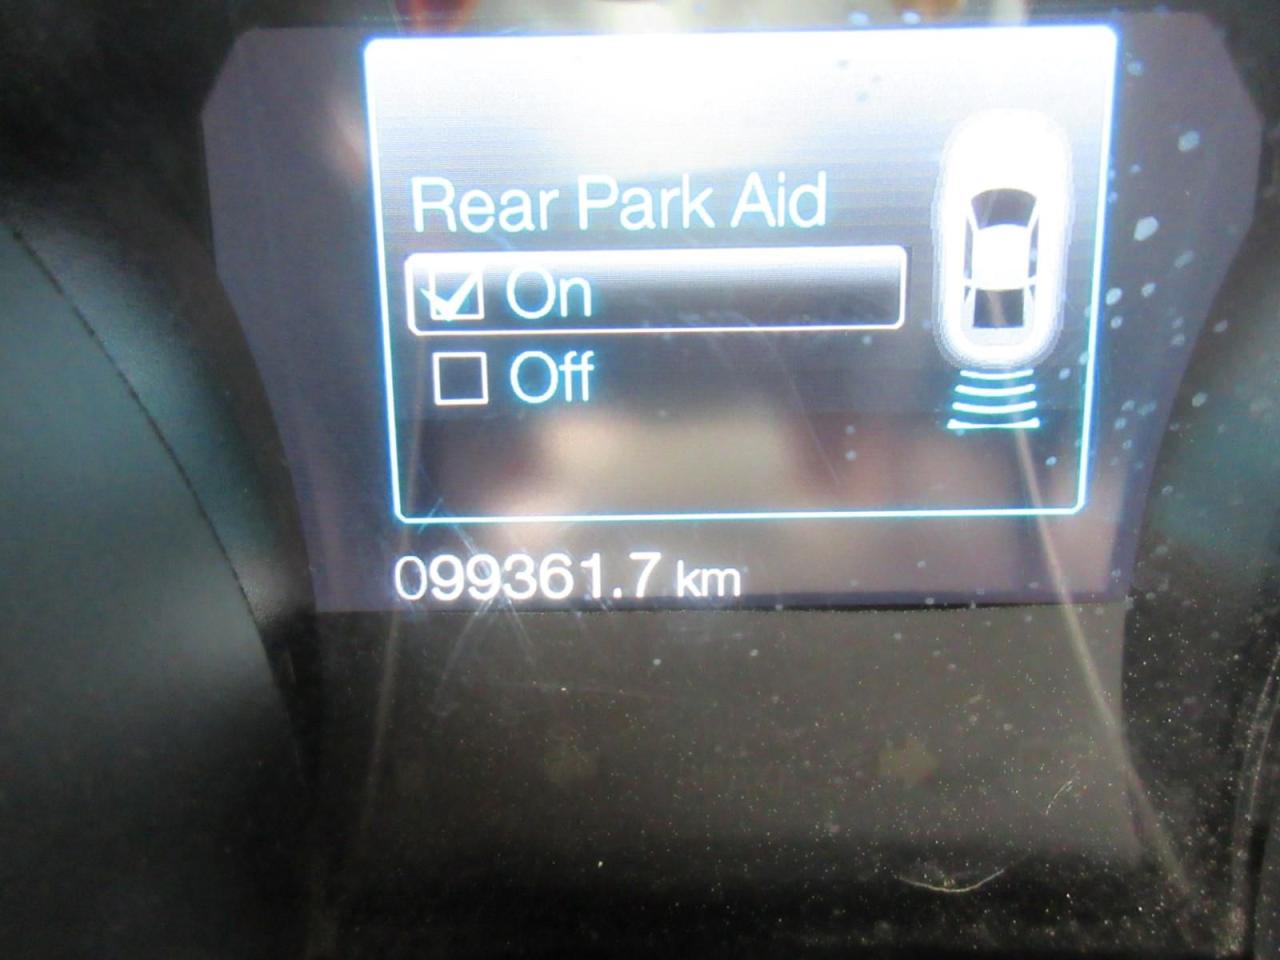 Rear Park Aid
On
Off
099361.7 km